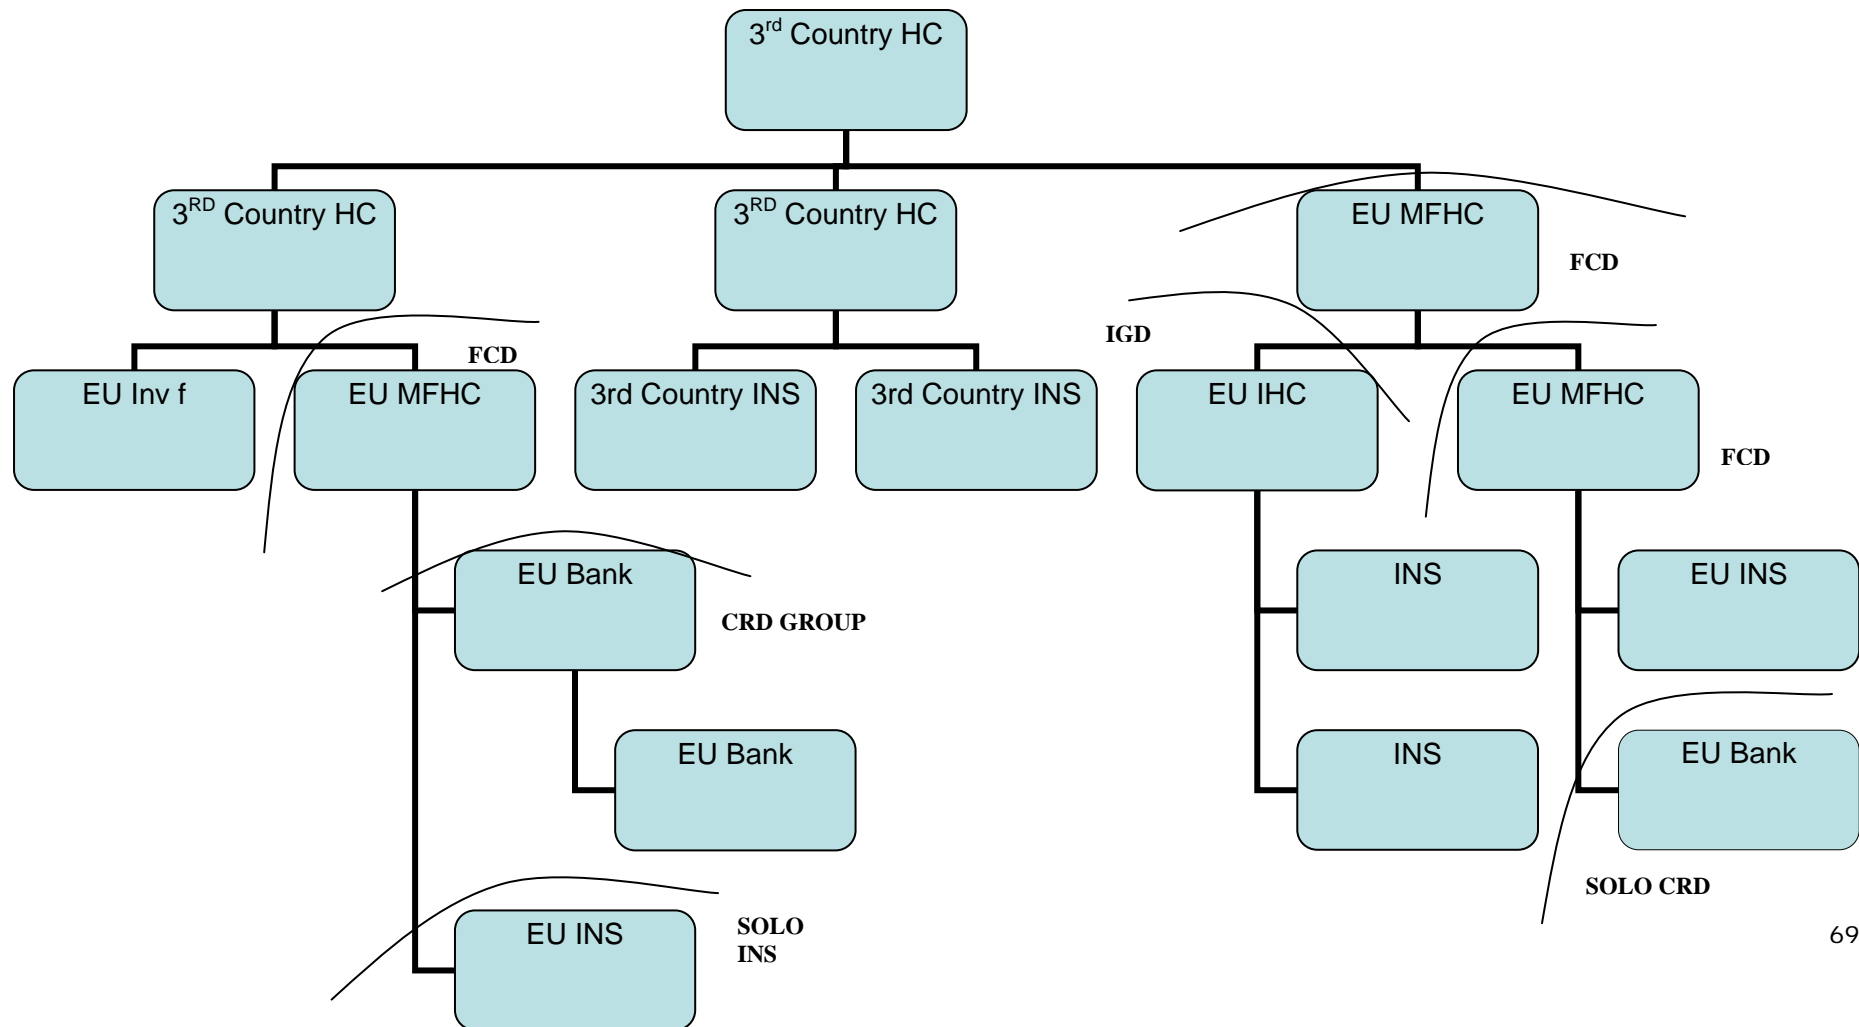 3rd Country HC
3RD Country HC
3RD Country HC
EU MFHC
FCD
IGD
FCD
EU Inv f
EU MFHC
3rd Country INS
3rd Country INS
EU IHC
EU MFHC
FCD
EU Bank
INS
EU INS
CRD GROUP
EU Bank
INS
EU Bank
SOLO CRD
EU INS
SOLO
INS
69